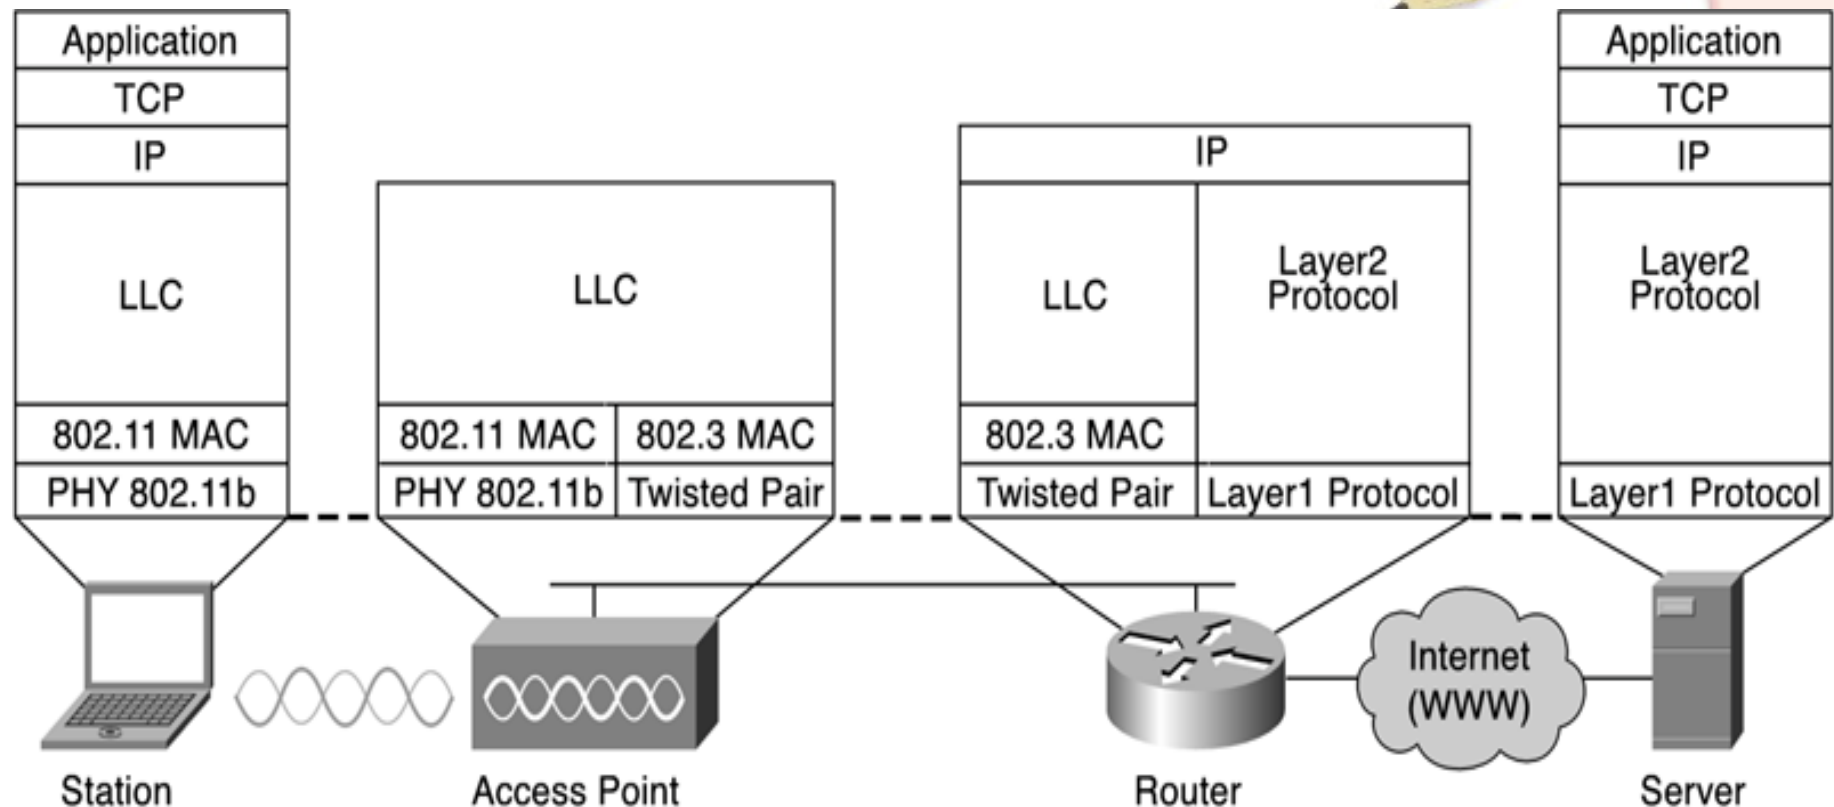 Application
TCP
IP
LLC
802.11 MAC
PHY 802.11b
LLC
802.11 MAC
802.3 MAC
PHY 802.11b
Twisted Pair
IP
LLC
Layer2
Protocol
802.3 MAC
Twisted Pair
Layer1 Protocol
Application
TCP
IP
Layer2
Protocol
Layer1 Protocol
Internet
(WWW)
Station
Access Point
Router
Server